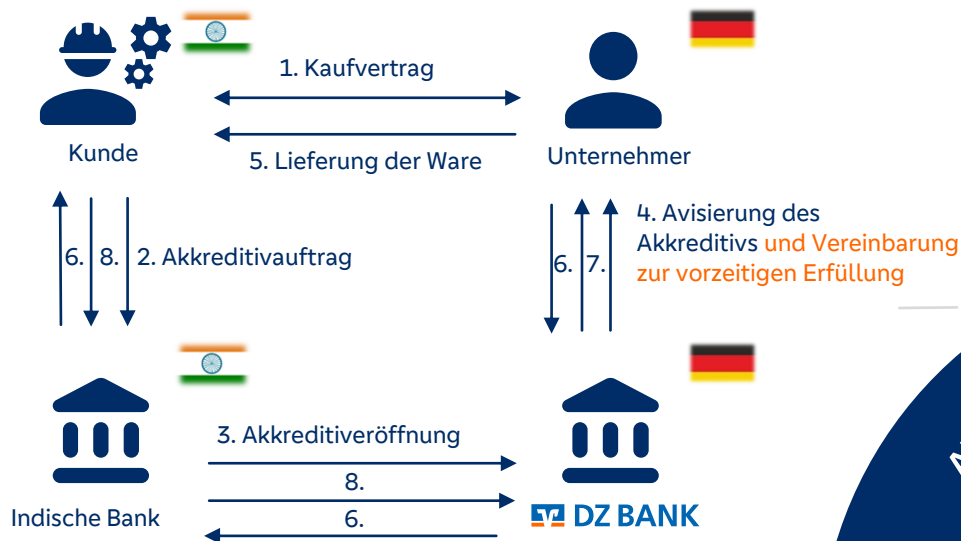 1. Kaufvertrag
Kunde
5. Lieferung der Ware
Unternehmer
6.
8.
2. Akkreditivauftrag
6.
7.
4. Avisierung des
Akkreditivs und Vereinbarung
zur vorzeitigen Erfüllung
3. Akkreditiveröffnung
8.
6.
Indische Bank
DZ BANK